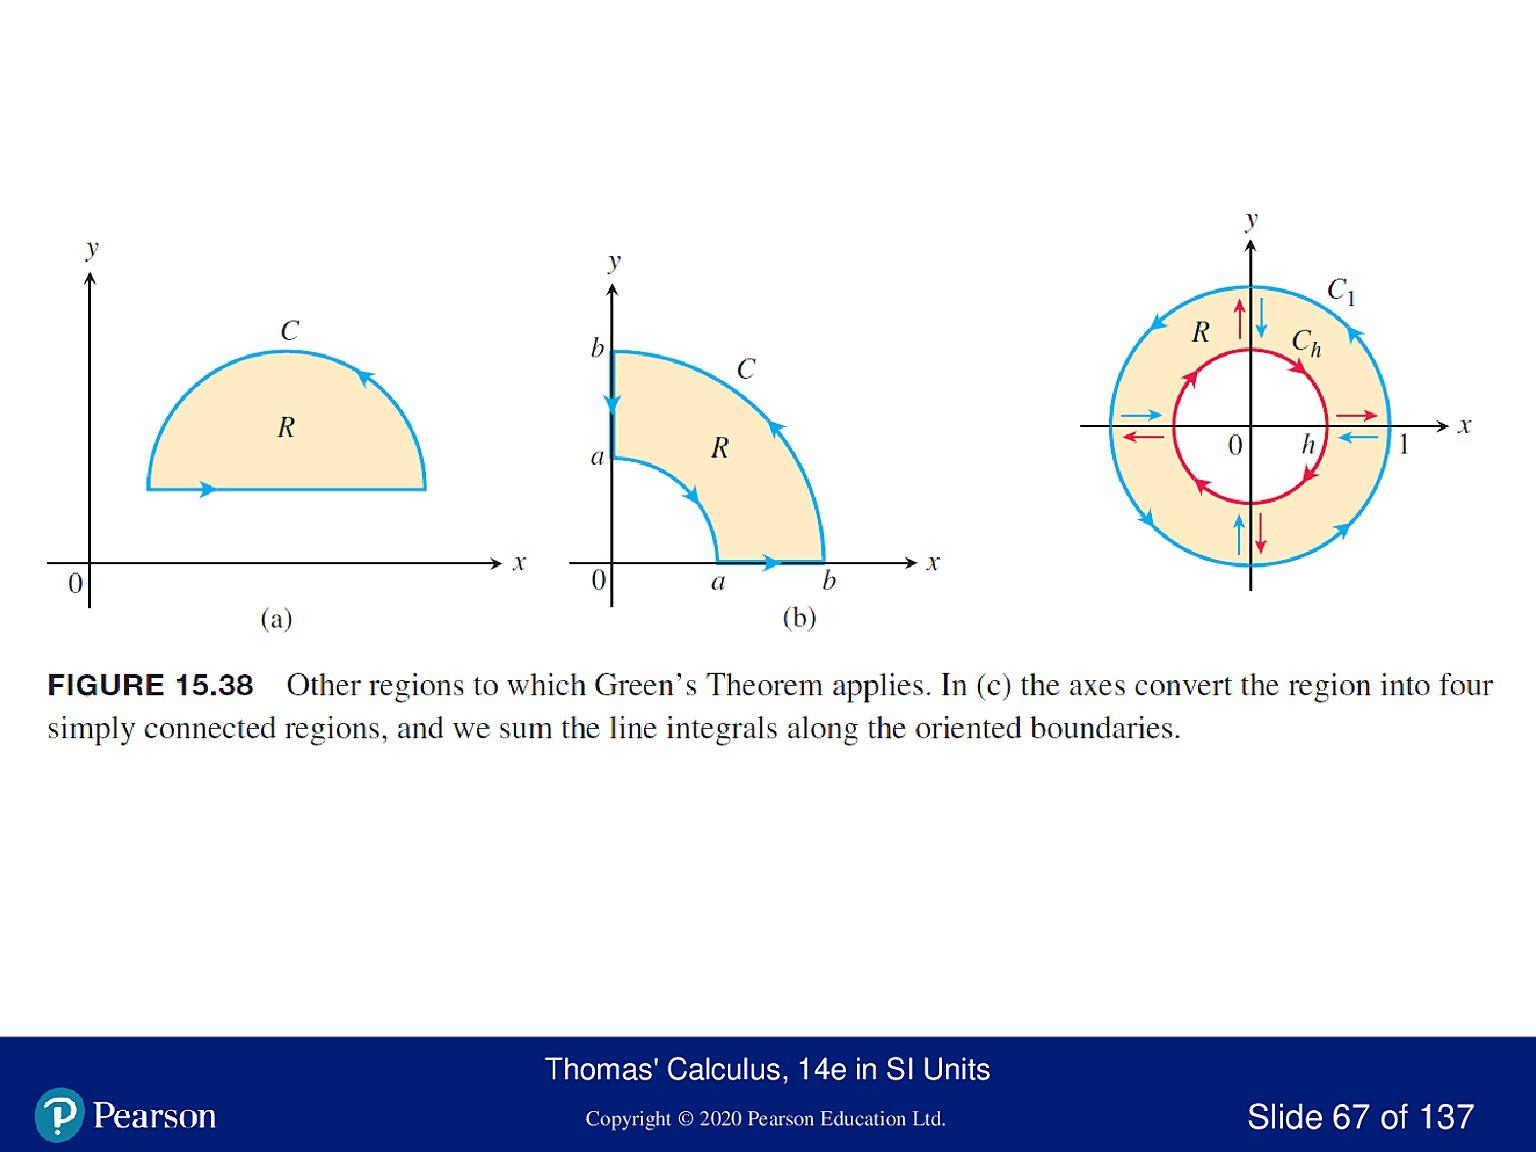 y
C
R
0
x
(a)
y
b
C
a
R
0
a
b
x
(b)
y
C1
R
Ch
0
h
1
x
FIGURE 15.38 Other regions to which Green's Theorem applies. In (c) the axes convert the region into four
simply connected regions, and we sum the line integrals along the oriented boundaries.
Thomas' Calculus, 14e in SI Units
Pearson
Copyright © 2020 Pearson Education Ltd.
Slide 67 of 137